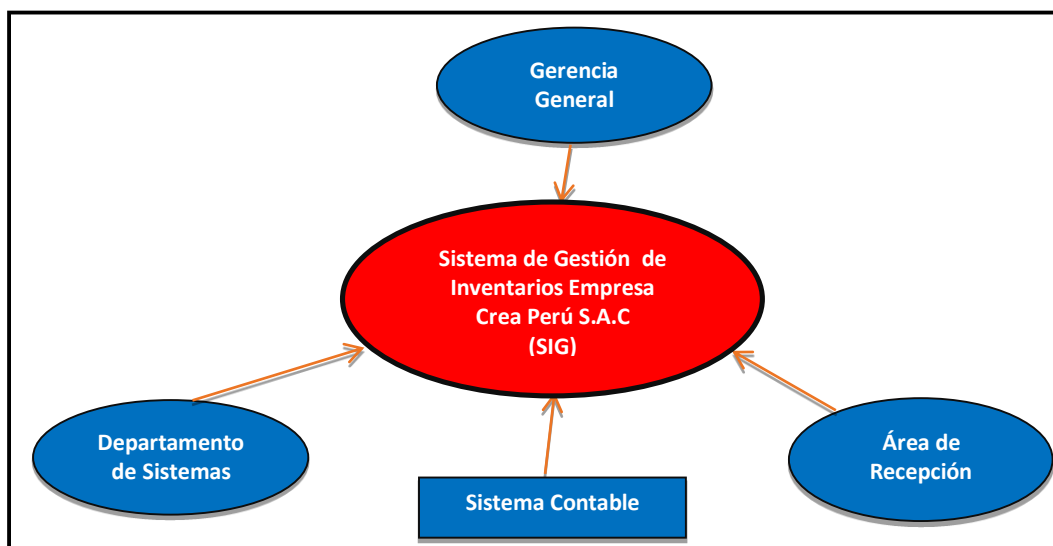 Gerencia
General
Sistema de Gestión de
Inventarios Empresa
Crea Perú S.A.C
(SIG)
Departamento
de Sistemas
Sistema Contable
Área de
Recepción